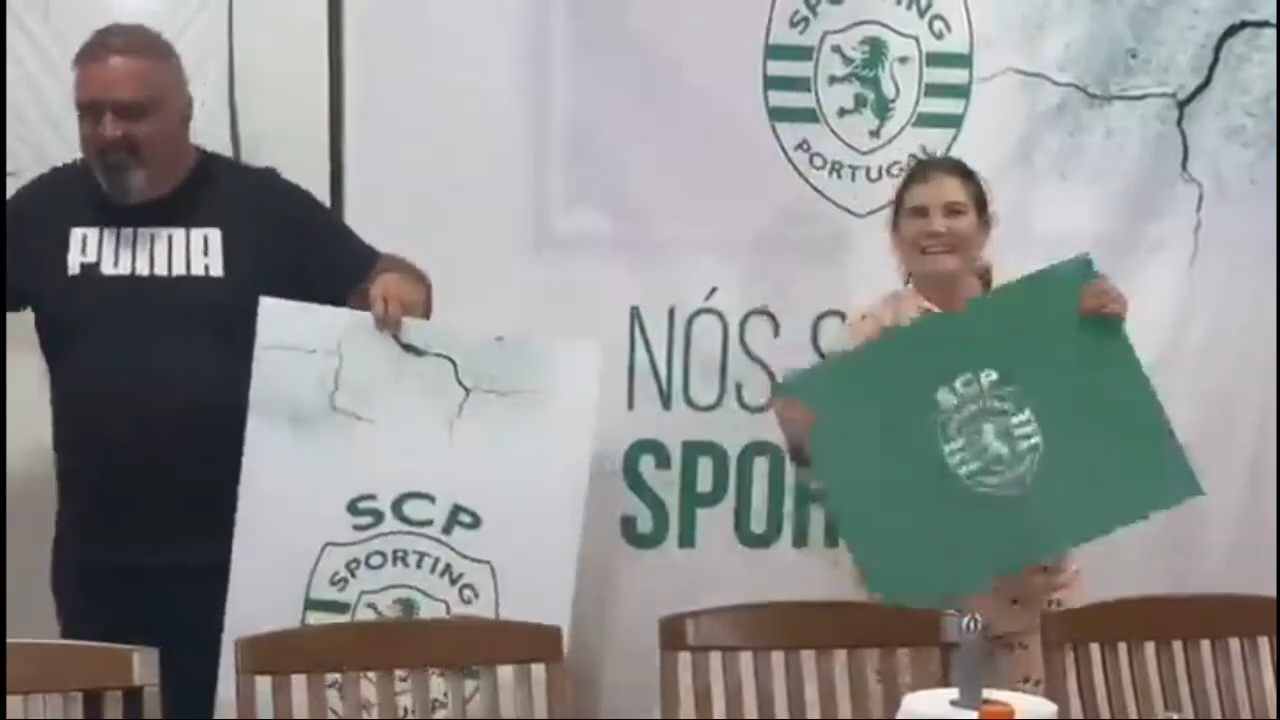 SPORTING
PORTUGAL
PUMA
NÓS S
SPOR
SCP
SPORTING
SCP